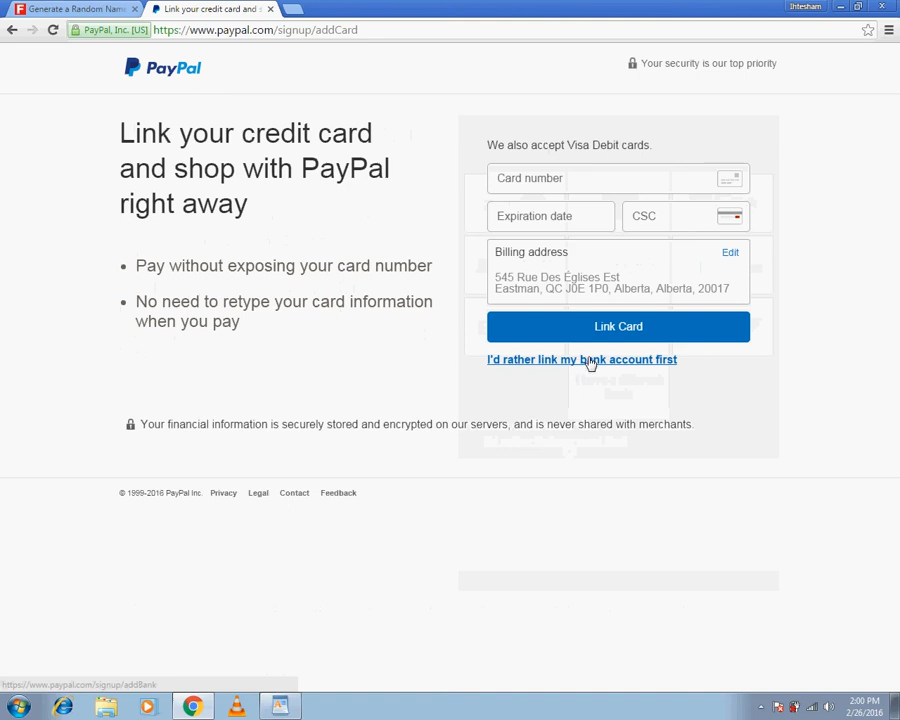 Generate a Random Name
Link your credit card and s
Ihtesham
PayPal, Inc. [US]
https://www.paypal.com/signup/addCard
PayPal
Your security is our top priority
Link your credit card
and shop with PayPal
right away
• Pay without exposing your card number
• No need to retype your card information
when you pay
We also accept Visa Debit cards.
Card number
Expiration date
CSC
Billing address
Edit
545 Rue Des Églises Est
Eastman, QC J0E 1P0, Alberta, Alberta, 20017
Link Card
I'd rather link my bank account first
Your financial information is securely stored and encrypted on our servers, and is never shared with merchants.
© 1999-2016 PayPal Inc.
Privacy
Legal
Contact
Feedback
https://www.paypal.com/signup/addBank
2:00 PM
2/26/2016